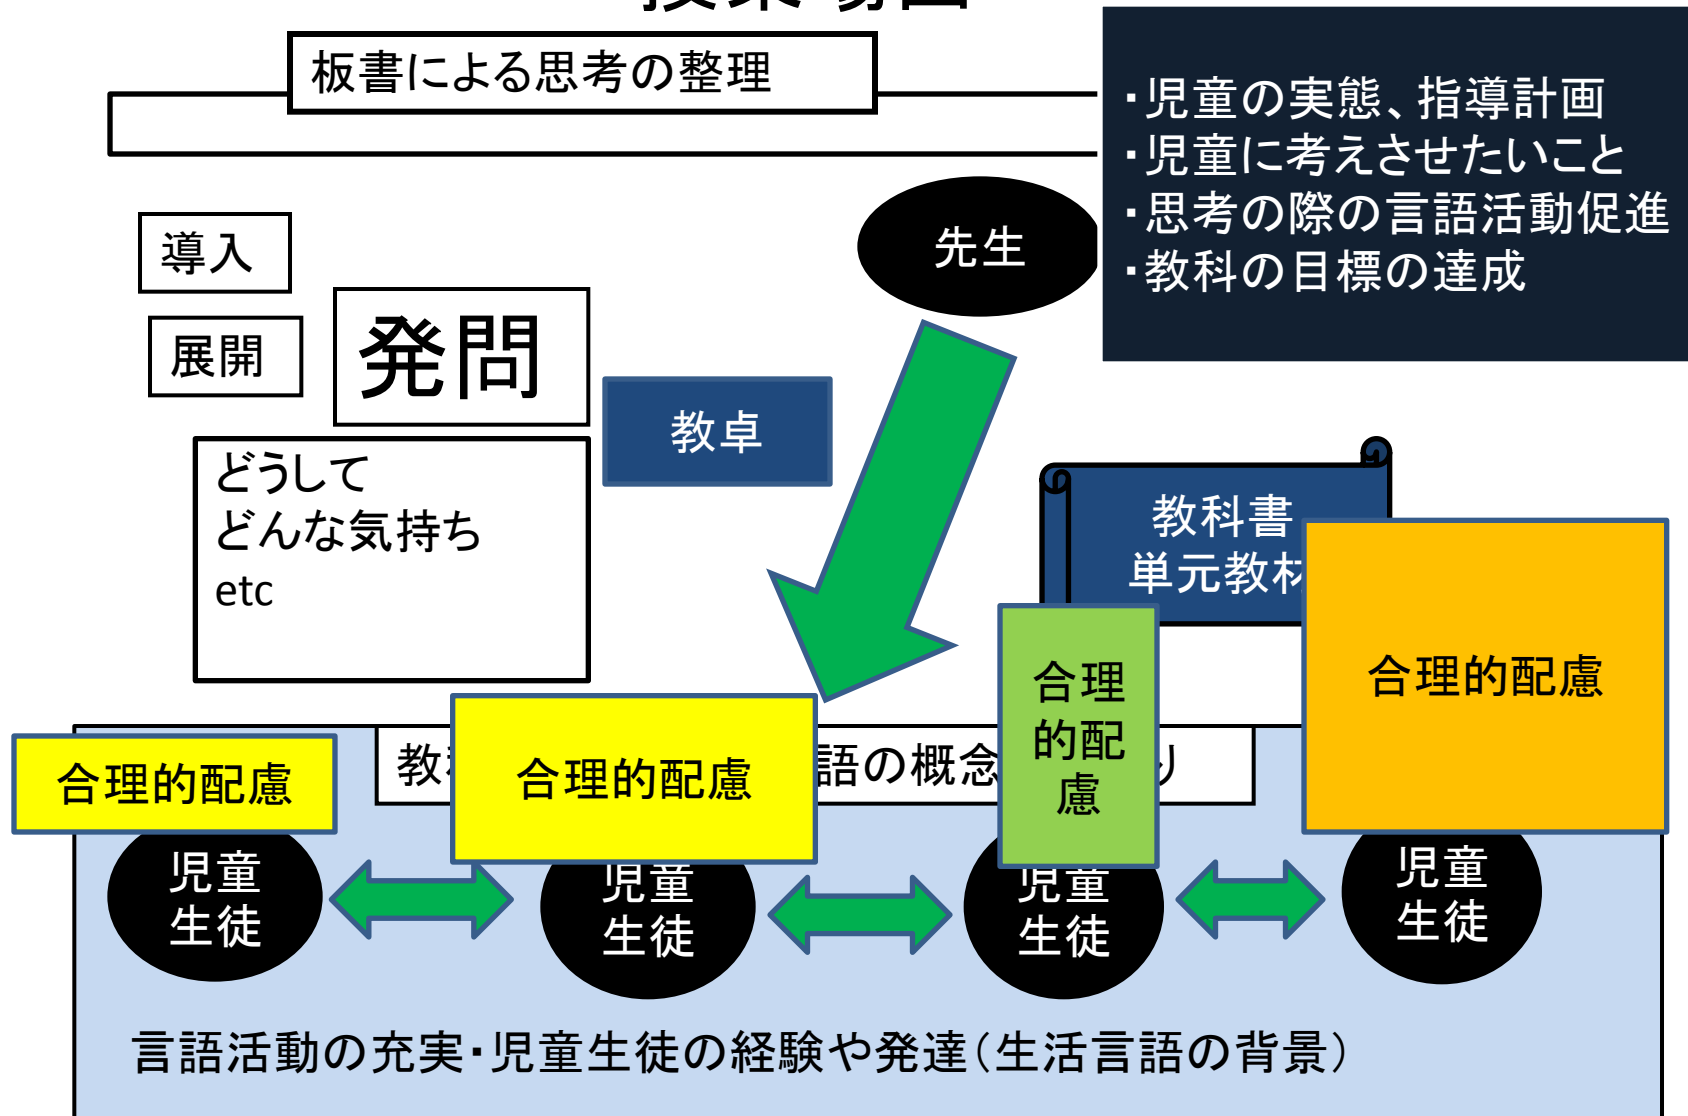 板書による思考の整理
・児童の実態、指導計画
・児童に考えさせたいこと
・思考の際の言語活動促進
・教科の目標の達成
先生
導入
展開
発問
教卓
どうして
どんな気持ち
etc
教科書
単元教材
合理的配慮
合理的配慮
合理
的配
慮
合理的配慮
語の概念
児童
生徒
児童
生徒
児童
生徒
児童
生徒
言語活動の充実・児童生徒の経験や発達（生活言語の背景）